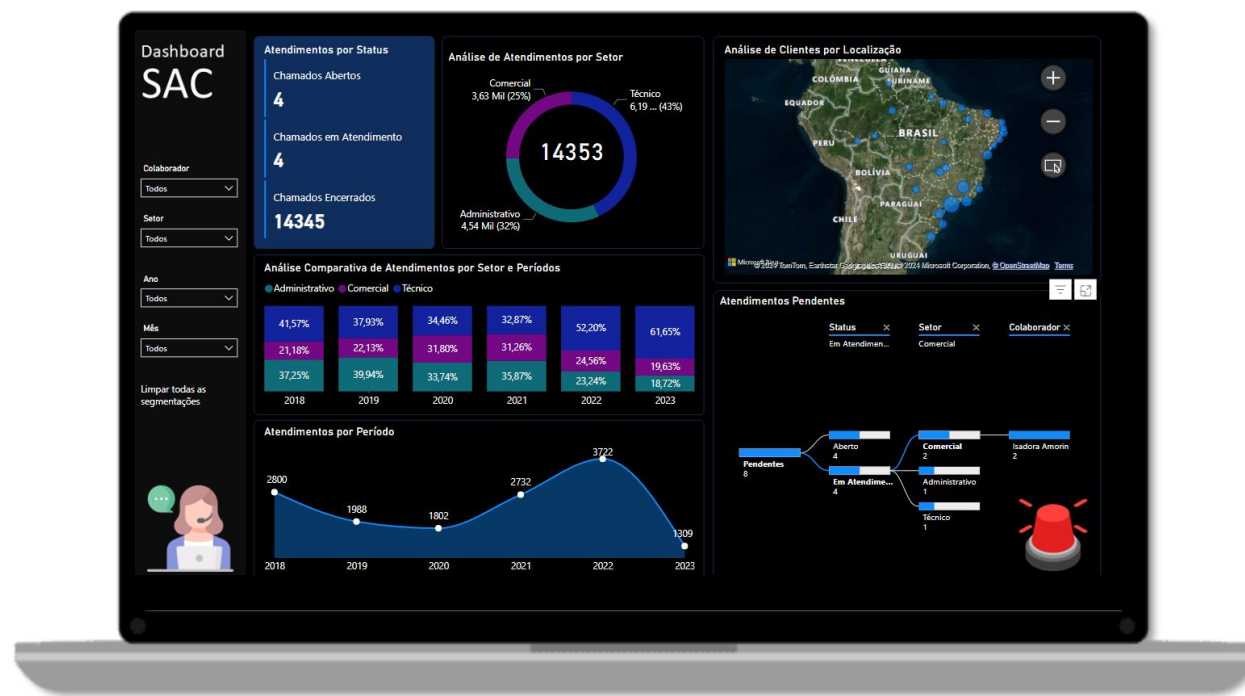 Dashboard
SAC
Colaborador
Todos
Setor
Todos
Ano
Todos
Mês
Todos
Limpar todas as
segmentações
Atendimentos por Status
Chamados Abertos
4
Chamados em Atendimento
4
Chamados Encerrados
14345
Análise de Atendimentos por Setor
Comercial
3,63 Mil (25%)
Técnico
6,19 ... (43%)
14353
Administrativo
4,54 Mil (32%)
Análise de Clientes por Localização
VENEZUELA
GUIANA
COLÔMBIA
SURINAME
EQUADOR
BRASIL
PERU
BOLÍVIA
PARAGUAI
CHILE
URUGUAI
© 2024 TomTom, © 2024 Microsoft Corporation, © OpenStreetMap Terms
Análise Comparativa de Atendimentos por Setor e Períodos
Administrativo Comercial Técnico
41,57% 37,93% 34,46% 32,87% 52,20% 61,65%
21,18% 22,13% 31,80% 31,26% 24,56% 19,63%
37,25% 39,94% 33,74% 35,87% 23,24% 18,72%
2018 2019 2020 2021 2022 2023
Atendimentos por Período
2800 1988 1802 2732 3722 1309
2018 2019 2020 2021 2022 2023
Atendimentos Pendentes
Status Setor Colaborador
Em Atendimen... Comercial
Pendentes
8
Aberto
4
Em Atendime...
4
Comercial
2
Administrativo
1
Técnico
1
Isadora Amorin
2